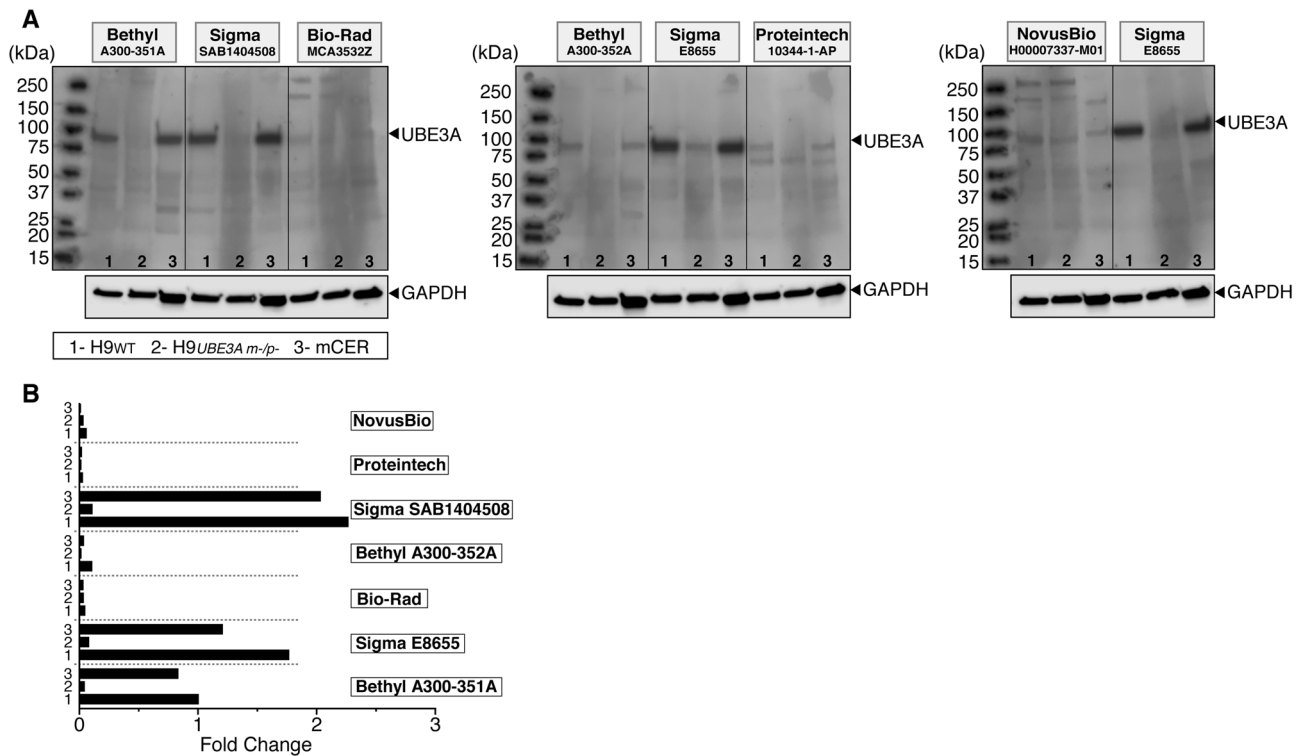 A
Bethyl
A300-351A
Sigma
SAB1404508
Bio-Rad
MCA3532Z
(kDa)
250
150
100
75
50
37
25
20
15
1 2 3 1 2 3 1 2 3
UBE3A
GAPDH
Bethyl
A300-352A
Sigma
E8655
Proteintech
10344-1-AP
(kDa)
250
150
100
75
50
37
25
20
15
1 2 3 1 2 3 1 2 3
UBE3A
GAPDH
NovusBio
H00007337-M01
Sigma
E8655
(kDa)
250
150
100
75
50
37
25
20
15
1 2 3 1 2 3
UBE3A
GAPDH
1- H9WT 2- H9UBE3A m-/p- 3- mCER
B
3
2
1
NovusBio
3
2
1
Proteintech
3
2
1
Sigma SAB1404508
3
2
1
Bethyl A300-352A
3
2
1
Bio-Rad
3
2
1
Sigma E8655
3
2
1
Bethyl A300-351A
0 1 2 3
Fold Change